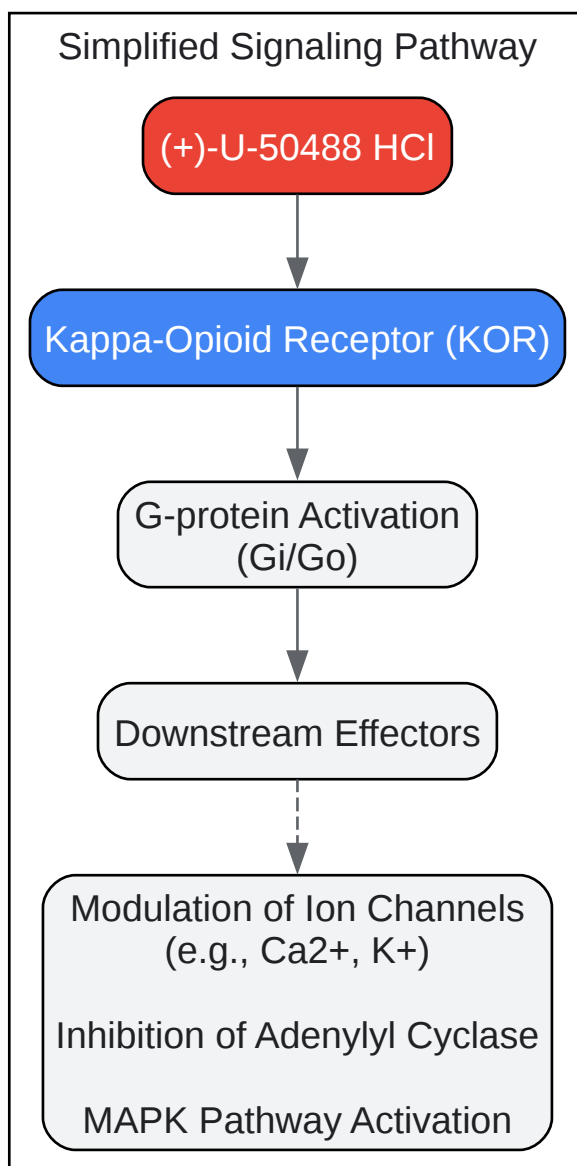 Simplified Signaling Pathway
(+)-U-50488 HCl
Kappa-Opioid Receptor (KOR)
G-protein Activation
(Gi/Go)
Downstream Effectors
Modulation of Ion Channels
(e.g., Ca2+, K+)
Inhibition of Adenylyl Cyclase
MAPK Pathway Activation